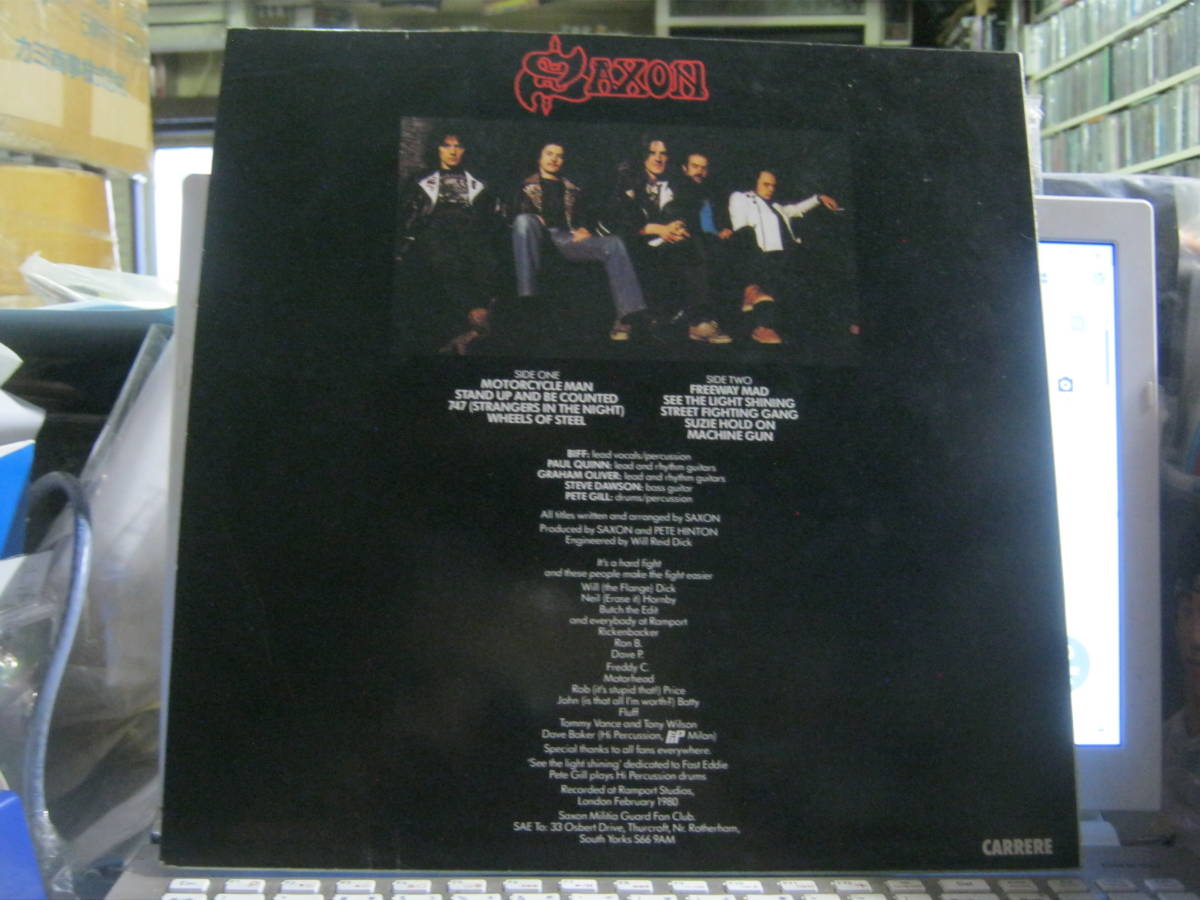 SAXON
SIDE ONE
MOTORCYCLE MAN
STAND UP AND BE COUNTED
747 (STRANGERS IN THE NIGHT)
WHEELS OF STEEL
SIDE TWO
FREEWAY MAD
SEE THE LIGHT SHINING
STREET FIGHTING GANG
SUZIE HOLD ON
MACHINE GUN
BIFF: lead vocals/percussion
PAUL QUINN: lead and rhythm guitars
GRAHAM OLIVER: lead and rhythm guitars
STEVE DAWSON: bass guitar
PETE GILL: drums/percussion
All titles written and arranged by SAXON
Produced by SAXON and PETE HINTON
Engineered by Will Reid Dick
It's a hard fight
and these people make the fight easier
Will (the Flange) Dick
Neil (Erase it) Hornby
Butch the Edit
and everybody at Ramport
Rickenbacker
Ron B.
Dave P.
Freddy C.
Motorhead
Rob (it's stupid that!) Price
John (is that all I'm worth?) Batty
Fluff
Tommy Vance and Tony Wilson
Dave Baker (Hi Percussion, Milan)
Special thanks to all fans everywhere.
'See the light shining' dedicated to Fast Eddie
Pete Gill plays Hi Percussion drums
Recorded at Ramport Studios,
London February 1980
Saxon Militia Guard Fan Club.
SAE To: 33 Osbert Drive, Thurcroft, Nr. Rotherham,
South Yorks S66 9AM
CARRERE